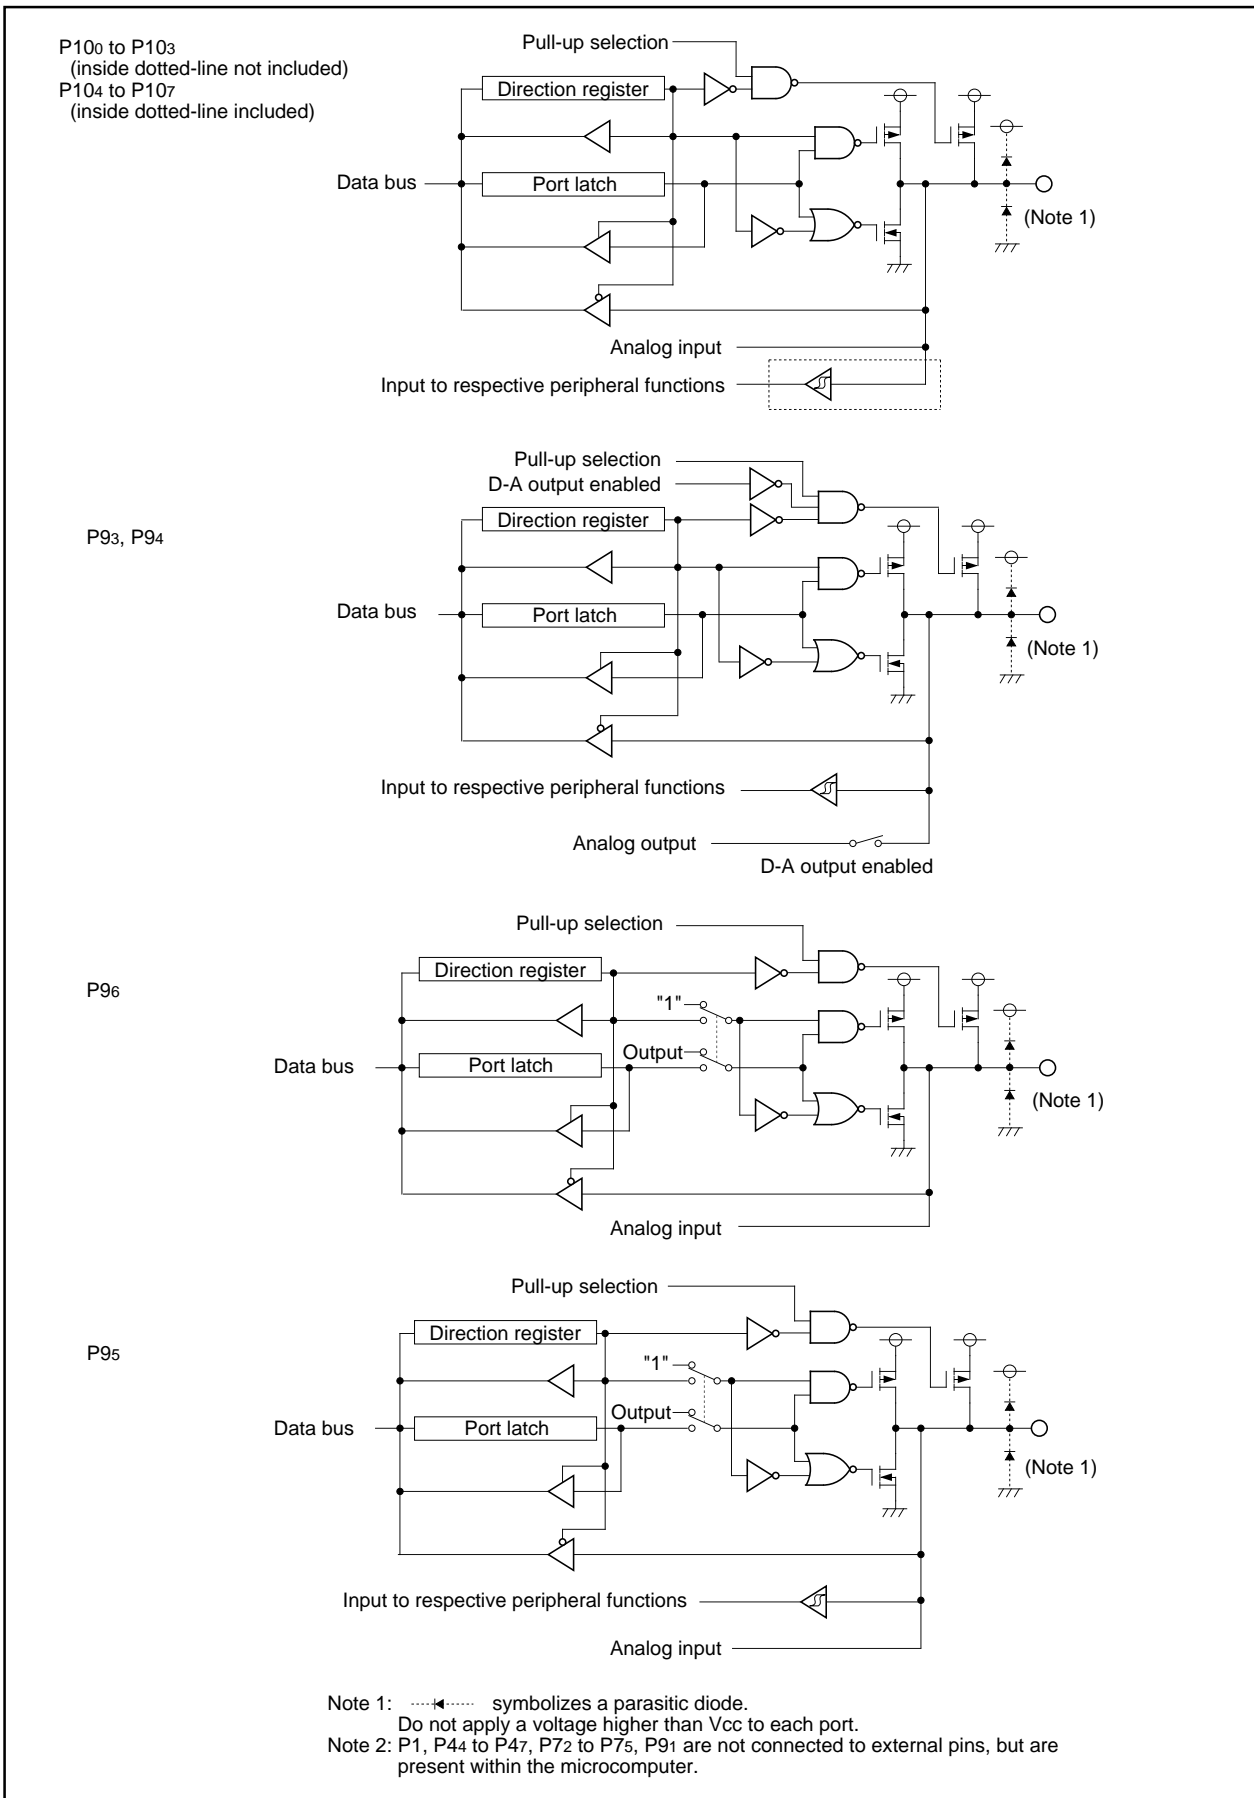 P100 to P103
(inside dotted-line not included)
P104 to P107
(inside dotted-line included)
Pull-up selection
Direction register
Data bus
Port latch
(Note 1)
Analog input
Input to respective peripheral functions
P93, P94
Pull-up selection
D-A output enabled
Direction register
Data bus
Port latch
(Note 1)
Input to respective peripheral functions
Analog output
D-A output enabled
P96
Pull-up selection
Direction register
"1"
Output
Data bus
Port latch
(Note 1)
Analog input
P95
Pull-up selection
Direction register
"1"
Output
Data bus
Port latch
(Note 1)
Input to respective peripheral functions
Analog input
Note 1: symbolizes a parasitic diode.
Do not apply a voltage higher than Vcc to each port.
Note 2: P1, P44 to P47, P72 to P75, P91 are not connected to external pins, but are
present within the microcomputer.